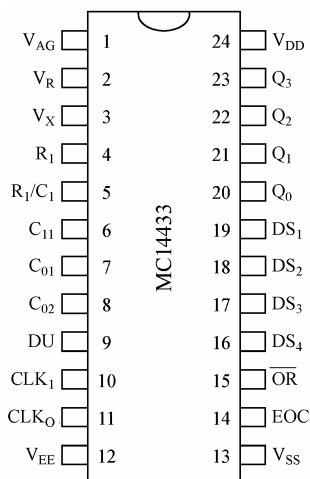 V_AG 1 24 V_DD
V_R 2 23 Q_3
V_X 3 22 Q_2
R_1 4 21 Q_1
R_1/C_1 5 20 Q_0
C_11 6 19 DS_1
C_01 7 18 DS_2
C_02 8 17 DS_3
DU 9 16 DS_4
CLK_1 10 15 O̅R̅
CLK_O 11 14 EOC
V_EE 12 13 V_SS
MC14433